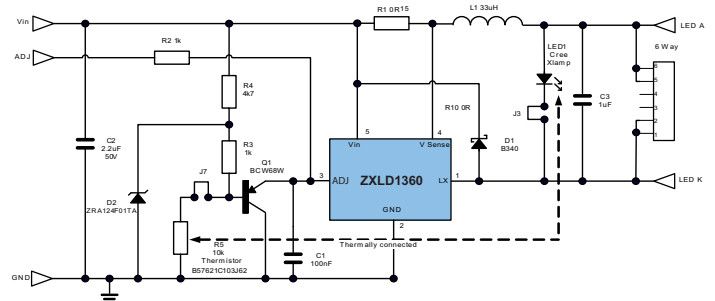 Vin
R1 0R15
L1 33uH
LED A
ADJ
R2 1k
LED1
Cree
Xlamp
6 Way
R4
4k7
R10 0R
J3
C3
1uF
6
5
4
3
2
1
C2
2.2uF
50V
R3
1k
5
4
Vin
V Sense
D1
B340
Q1
BCW68W
J7
3
ADJ
ZXLD1360
LX
1
LED K
D2
ZRA124F01TA
GND
2
R5
10k
Thermistor
B57621C103J62
Thermally connected
C1
100nF
GND